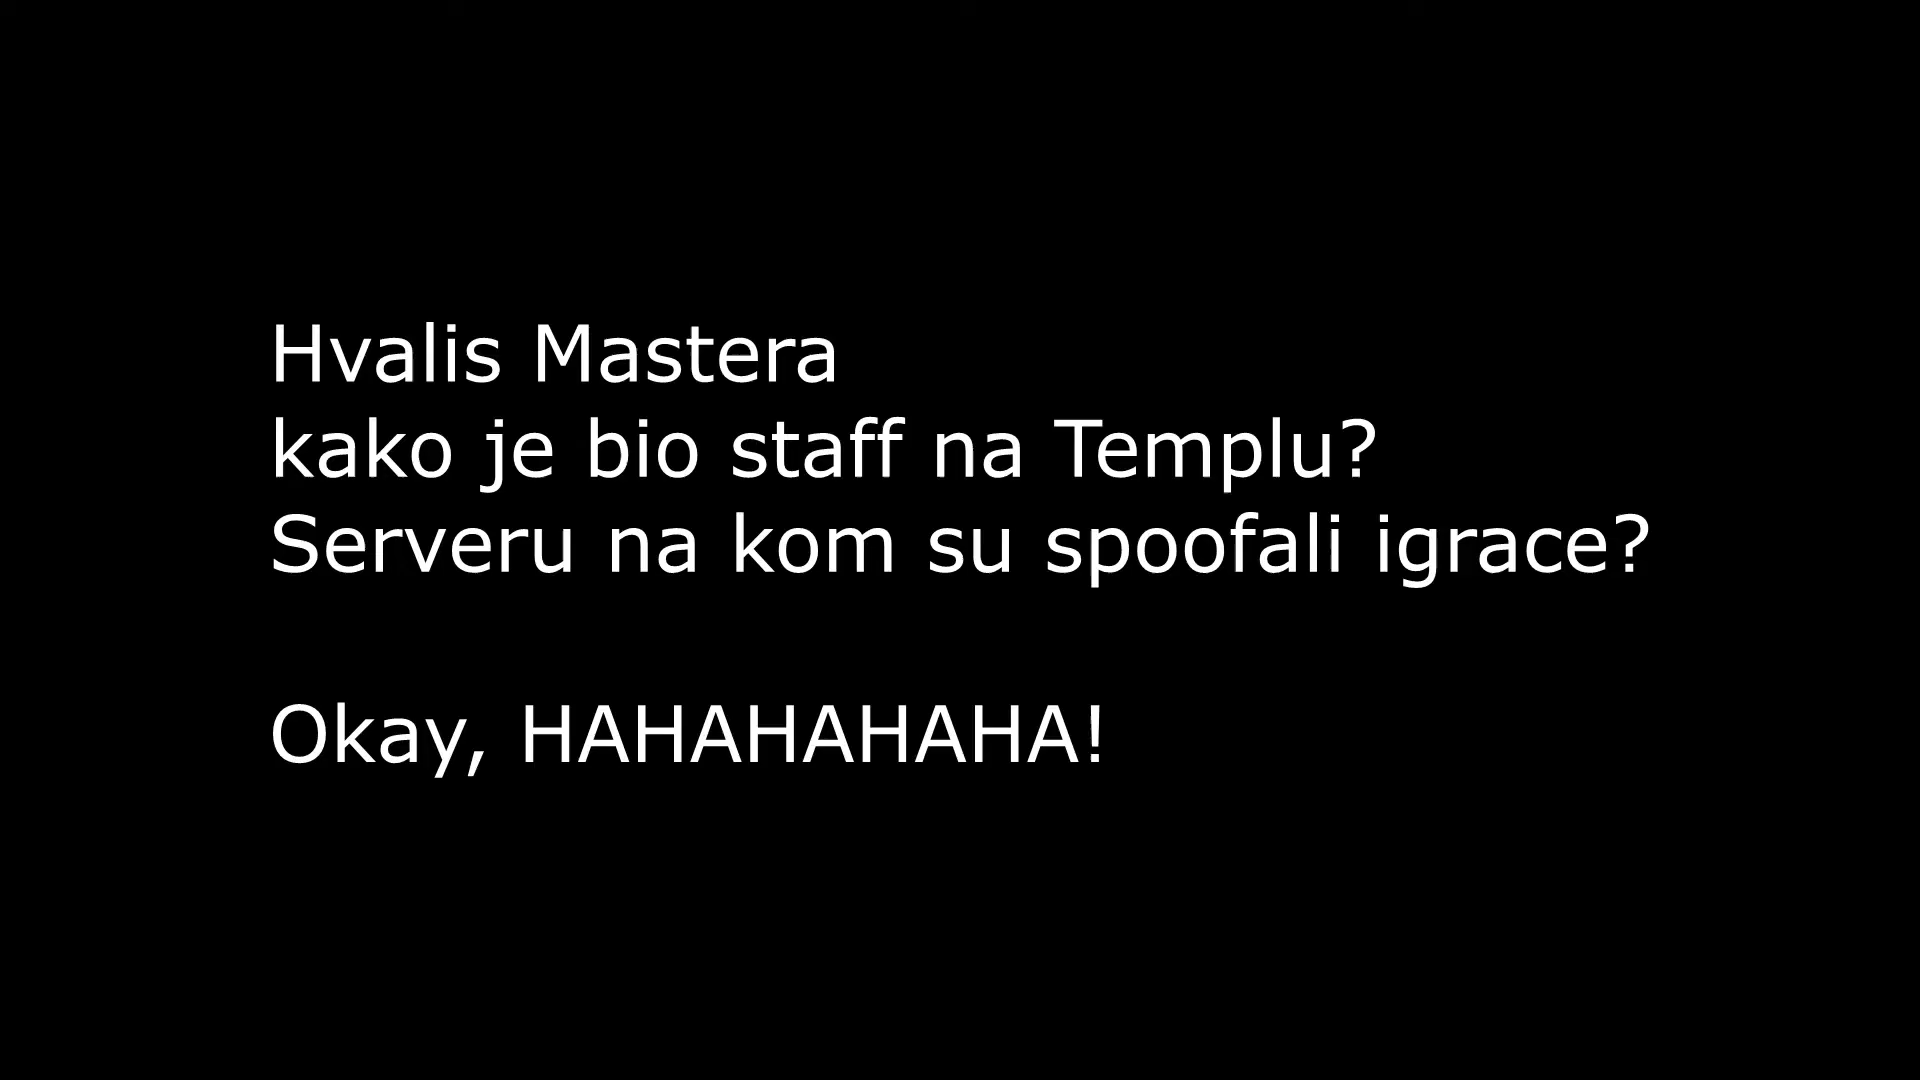 Hvalis Mastera
kako je bio staff na Templu?
Serveru na kom su spoofali igrace?
Okay, HAHAHAHAHA!